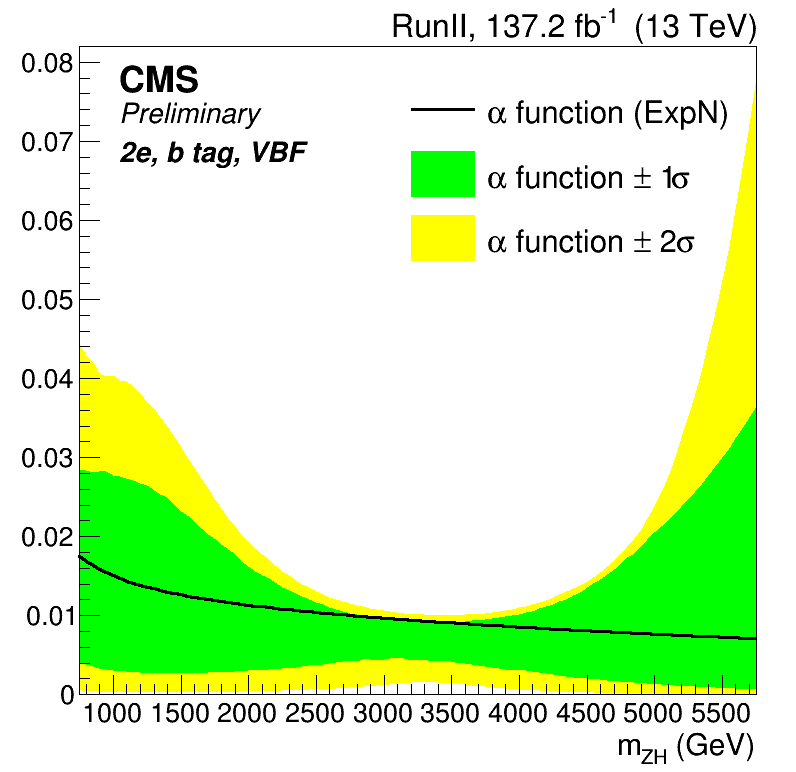 RunII, 137.2 fb⁻¹ (13 TeV)
CMS
Preliminary
2e, b tag, VBF
α function (ExpN)
α function ± 1σ
α function ± 2σ
0.08
0.07
0.06
0.05
0.04
0.03
0.02
0.01
0
1000 1500 2000 2500 3000 3500 4000 4500 5000 5500
m_ZH (GeV)